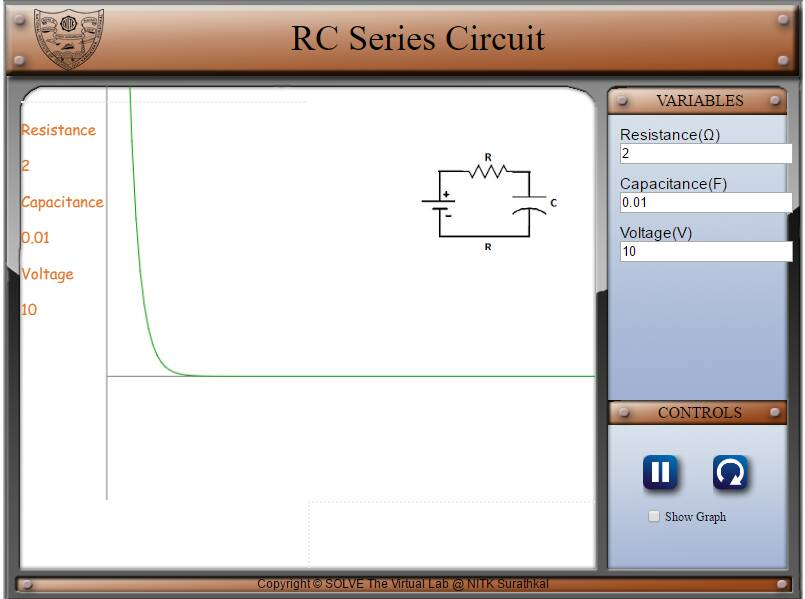 RC Series Circuit
Resistance
2
Capacitance
0.01
Voltage
10
R
+
C
-
R
VARIABLES
Resistance(Ω)
2
Capacitance(F)
0.01
Voltage(V)
10
CONTROLS
Show Graph
Copyright © SOLVE The Virtual Lab @ NITK Surathkal